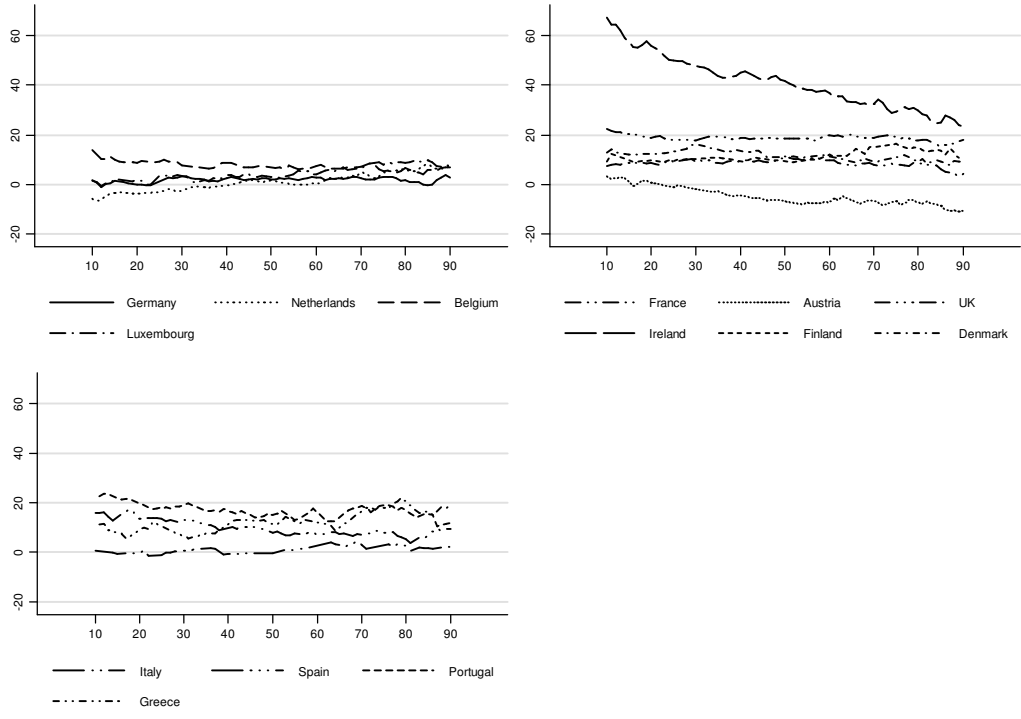 60
40
20
0
-20
10 20 30 40 50 60 70 80 90
Germany Netherlands Belgium
Luxembourg
60
40
20
0
-20
10 20 30 40 50 60 70 80 90
France Austria UK
Ireland Finland Denmark
60
40
20
0
-20
10 20 30 40 50 60 70 80 90
Italy Spain Portugal
Greece